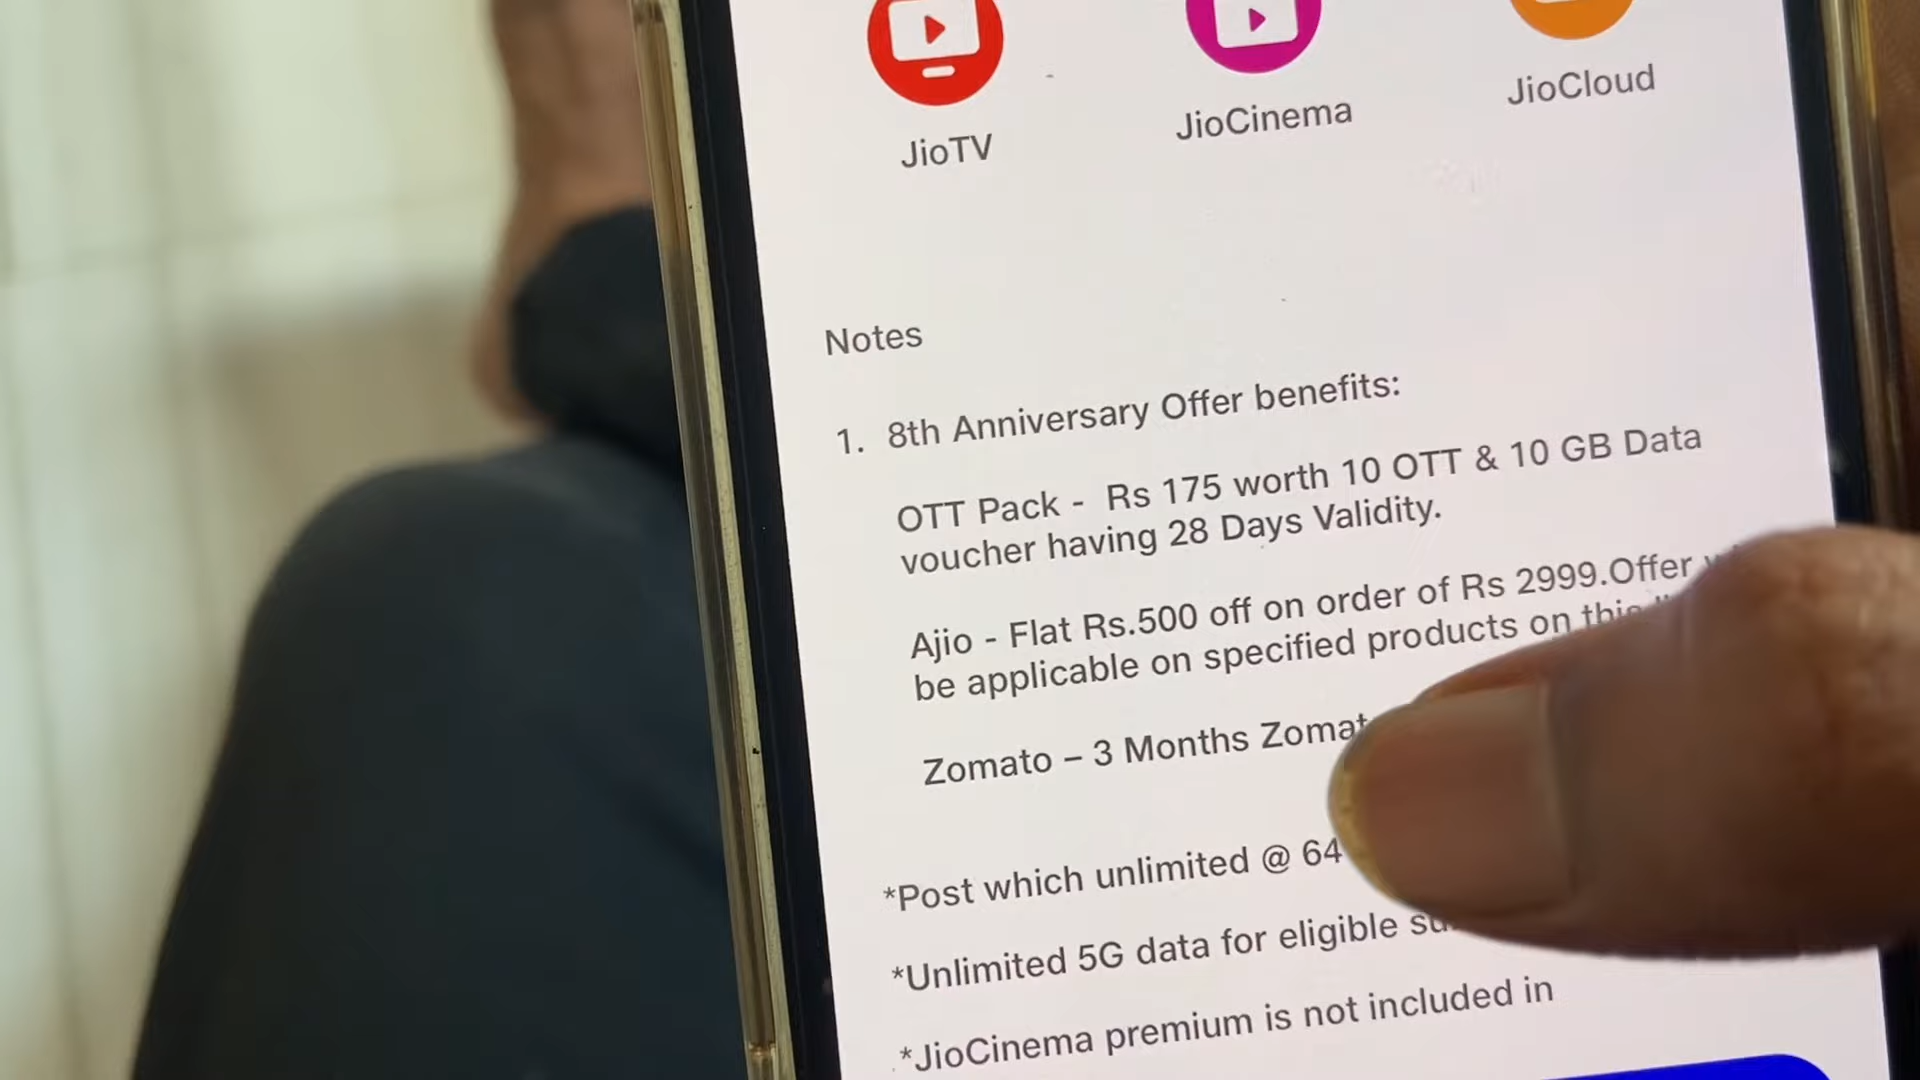 JioTV
JioCinema
JioCloud
Notes
1. 8th Anniversary Offer benefits:
OTT Pack - Rs 175 worth 10 OTT & 10 GB Data
voucher having 28 Days Validity.
Ajio - Flat Rs.500 off on order of Rs 2999.Offer
be applicable on specified products on this
Zomato – 3 Months
*Post which unlimited @ 64
*Unlimited 5G data for eligible
*JioCinema premium is not included in